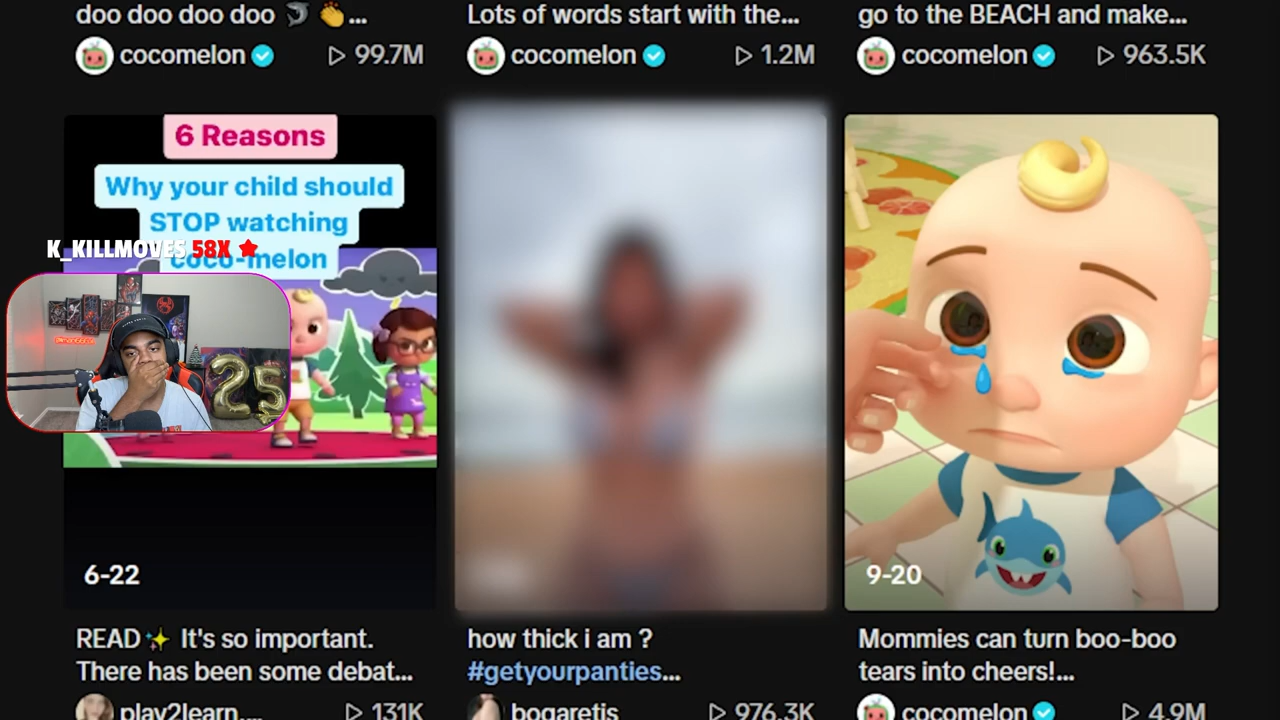 doo doo doo doo 🦈 👏...
Lots of words start with the...
go to the BEACH and make...
cocomelon 99.7M
cocomelon 1.2M
cocomelon 963.5K
6 Reasons
Why your child should
STOP watching
coco-melon
K_KILLMOVES 58X
25
6-22
9-20
READ✨ It's so important.
There has been some debat...
how thick i am ?
#getyourpanties...
Mommies can turn boo-boo
tears into cheers!...
play2learn.... 131K
bogaretis 976.3K
cocomelon 4.9M